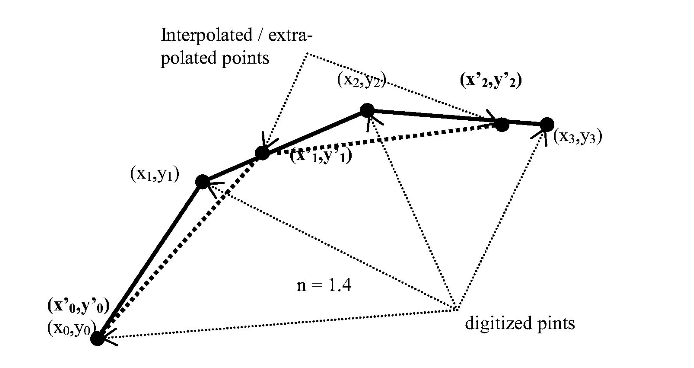 Interpolated / extra-
polated points
(x₂,y₂)
(x'₂,y'₂)
(x₃,y₃)
(x'₁,y'₁)
(x₁,y₁)
n = 1.4
(x'₀,y'₀)
(x₀,y₀)
digitized pints